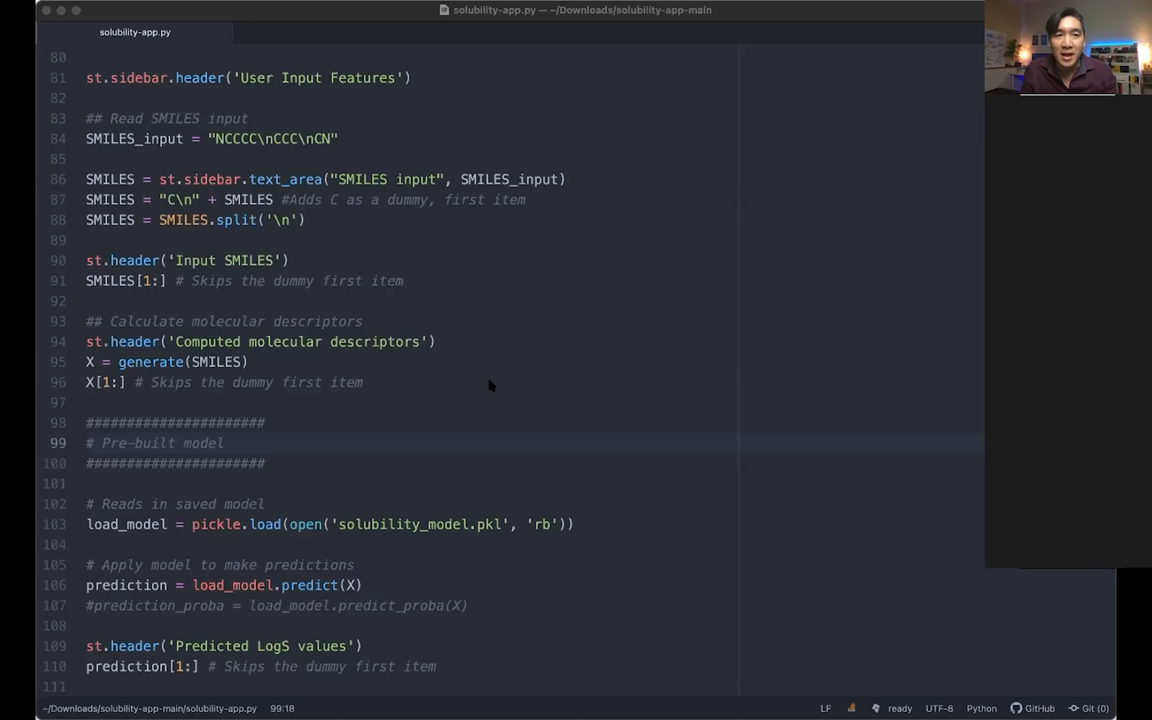 solubility-app.py — ~/Downloads/solubility-app-main
solubility-app.py
80
81 st.sidebar.header('User Input Features')
82
83 ## Read SMILES input
84 SMILES_input = "NCCCC\nCCC\nCN"
85
86 SMILES = st.sidebar.text_area("SMILES input", SMILES_input)
87 SMILES = "C\n" + SMILES #Adds C as a dummy, first item
88 SMILES = SMILES.split('\n')
89
90 st.header('Input SMILES')
91 SMILES[1:] # Skips the dummy first item
92
93 ## Calculate molecular descriptors
94 st.header('Computed molecular descriptors')
95 X = generate(SMILES)
96 X[1:] # Skips the dummy first item
97
98 ######################
99 # Pre-built model
100 ######################
101
102 # Reads in saved model
103 load_model = pickle.load(open('solubility_model.pkl', 'rb'))
104
105 # Apply model to make predictions
106 prediction = load_model.predict(X)
107 #prediction_proba = load_model.predict_proba(X)
108
109 st.header('Predicted LogS values')
110 prediction[1:] # Skips the dummy first item
111
~/Downloads/solubility-app-main/solubility-app.py 99:18 LF ready UTF-8 Python GitHub Git (0)